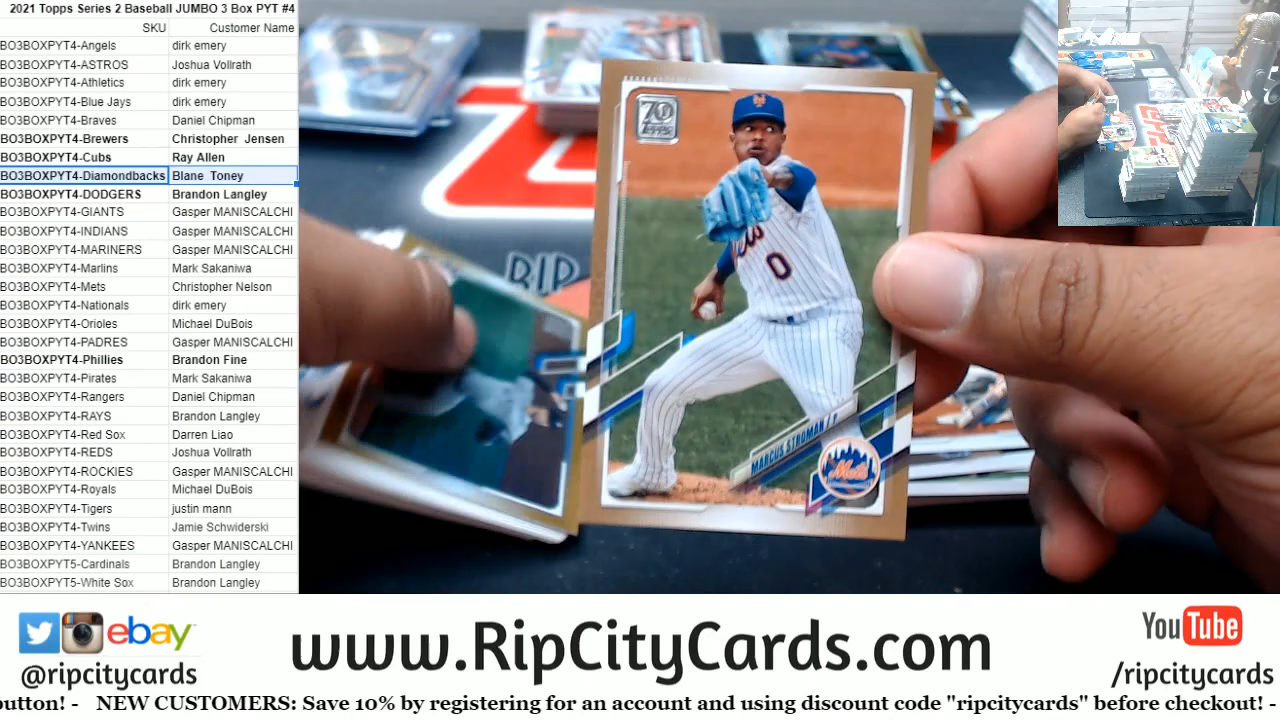 2021 Topps Series 2 Baseball JUMBO 3 Box PYT #4
SKU Customer Name
BO3BOXPYT4-Angels dirk emery
BO3BOXPYT4-ASTROS Joshua Vollrath
BO3BOXPYT4-Athletics dirk emery
BO3BOXPYT4-Blue Jays dirk emery
BO3BOXPYT4-Braves Daniel Chipman
BO3BOXPYT4-Brewers Christopher Jensen
BO3BOXPYT4-Cubs Ray Allen
BO3BOXPYT4-Diamondbacks Blane Toney
BO3BOXPYT4-DODGERS Brandon Langley
BO3BOXPYT4-GIANTS Gasper MANISCALCHI
BO3BOXPYT4-INDIANS Gasper MANISCALCHI
BO3BOXPYT4-MARINERS Gasper MANISCALCHI
BO3BOXPYT4-Marlins Mark Sakaniwa
BO3BOXPYT4-Mets Christopher Nelson
BO3BOXPYT4-Nationals dirk emery
BO3BOXPYT4-Orioles Michael DuBois
BO3BOXPYT4-PADRES Gasper MANISCALCHI
BO3BOXPYT4-Phillies Brandon Fine
BO3BOXPYT4-Pirates Mark Sakaniwa
BO3BOXPYT4-Rangers Daniel Chipman
BO3BOXPYT4-RAYS Brandon Langley
BO3BOXPYT4-Red Sox Darren Liao
BO3BOXPYT4-REDS Joshua Vollrath
BO3BOXPYT4-ROCKIES Gasper MANISCALCHI
BO3BOXPYT4-Royals Michael DuBois
BO3BOXPYT4-Tigers justin mann
BO3BOXPYT4-Twins Jamie Schwiderski
BO3BOXPYT4-YANKEES Gasper MANISCALCHI
BO3BOXPYT5-Cardinals Brandon Langley
BO3BOXPYT5-White Sox Brandon Langley
70
TOPPS
Mets
0
MARCUS STROMAN / P
Mets
RIP
ebay
@ripcitycards
www.RipCityCards.com
YouTube
/ripcitycards
button! - NEW CUSTOMERS: Save 10% by registering for an account and using discount code "ripcitycards" before checkout! -